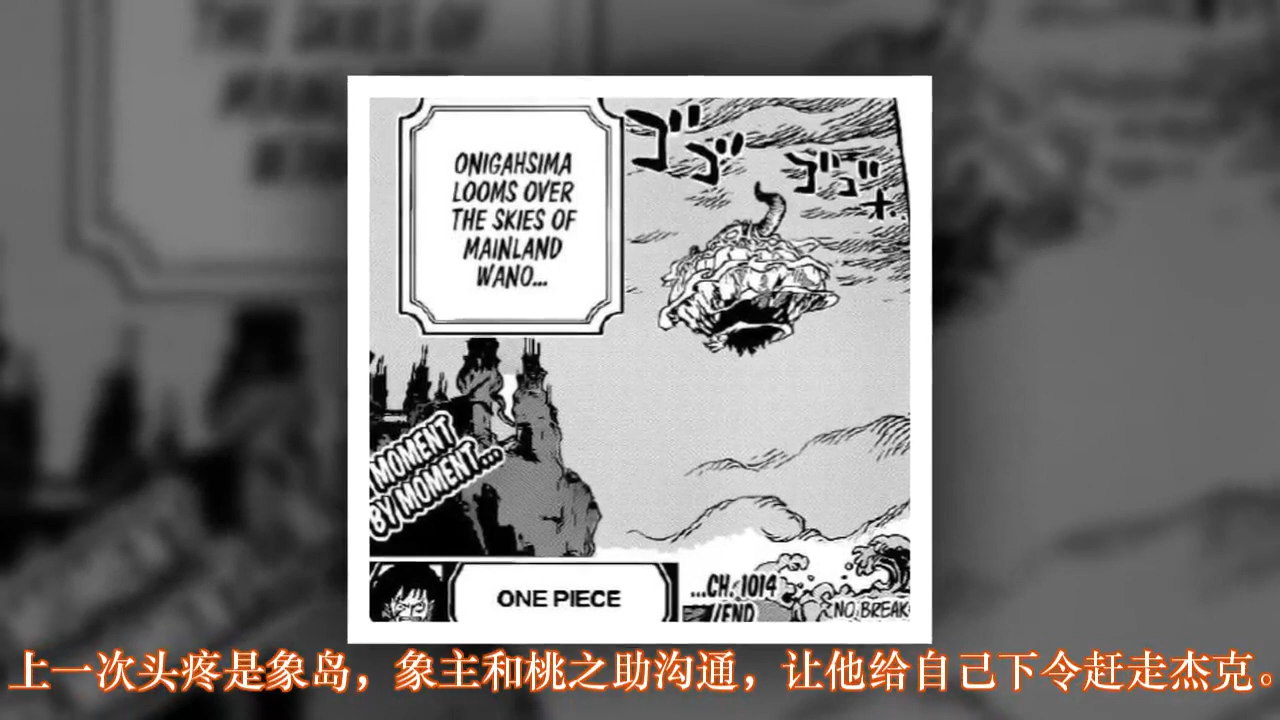 ONIGAHSIMA
LOOMS OVER
THE SKIES OF
MAINLAND
WANO...
ゴゴ
ゴゴ
MOMENT
BY MOMENT...
ONE PIECE
...CH. 1014
/END
NO BREAK
上一次头疼是象岛，象主和桃之助沟通，让他给自己下令赶走杰克。